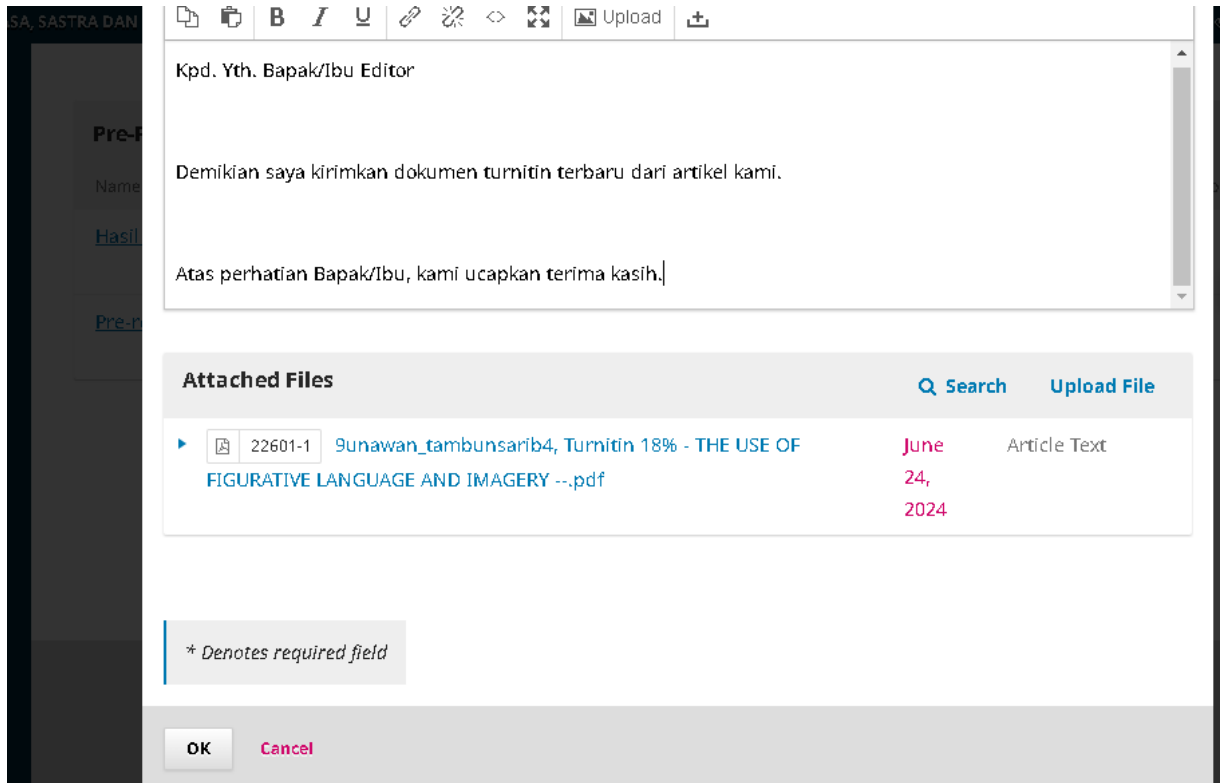 SA, SASTRA DAN
B I U Upload
Kpd. Yth. Bapak/Ibu Editor
Pre-
Name
Demikian saya kirimkan dokumen turnitin terbaru dari artikel kami.
Hasil
Atas perhatian Bapak/Ibu, kami ucapkan terima kasih.
Pre-r
Attached Files
Search Upload File
22601-1 9unawan_tambunsarib4, Turnitin 18% - THE USE OF
FIGURATIVE LANGUAGE AND IMAGERY --.pdf
June
24,
2024
Article Text
* Denotes required field
OK Cancel